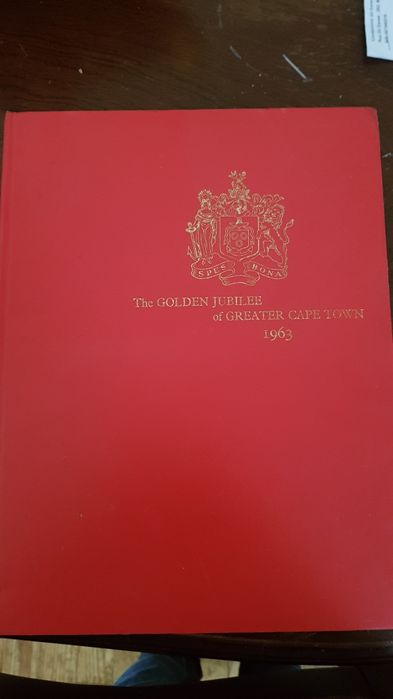 SPES BONA
The GOLDEN JUBILEE
of GREATER CAPE TOWN
1963